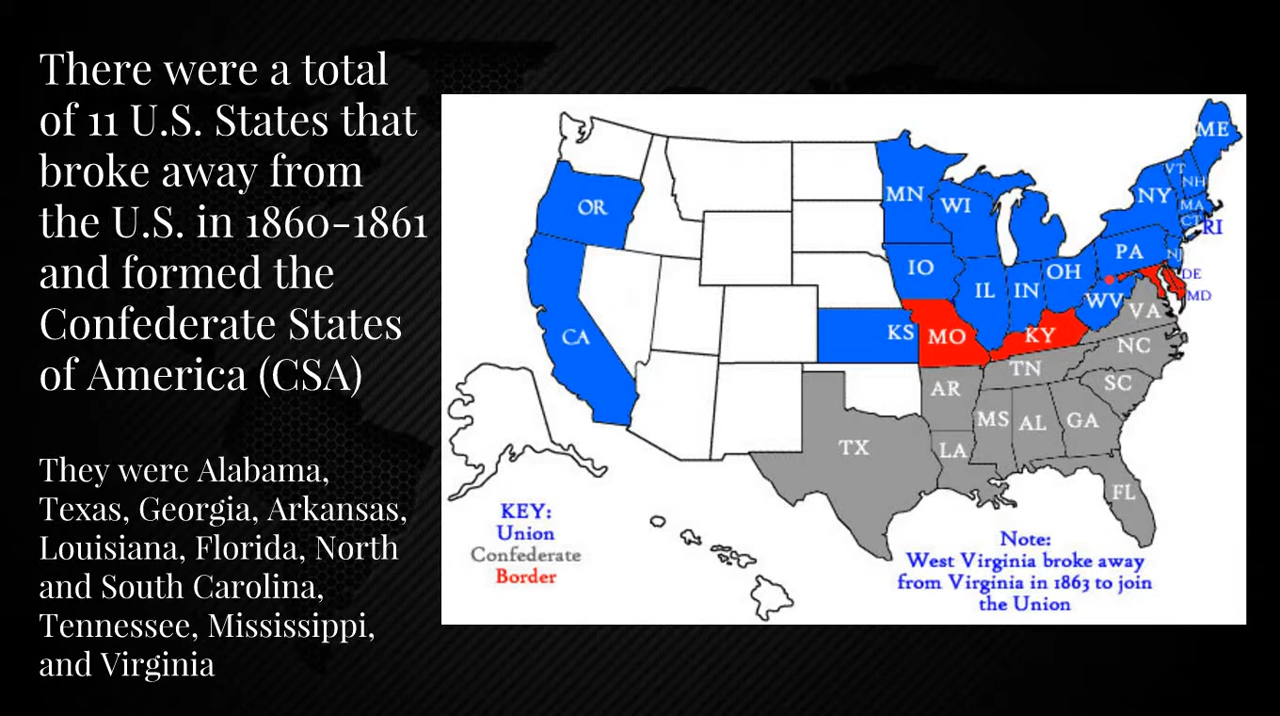 There were a total
of 11 U.S. States that
broke away from
the U.S. in 1860-1861
and formed the
Confederate States
of America (CSA)
They were Alabama,
Texas, Georgia, Arkansas,
Louisiana, Florida, North
and South Carolina,
Tennessee, Mississippi,
and Virginia
ME
VT
NH
OR
MN
WI
NY
MA
CT
RI
PA
NJ
IO
OH
DE
IL
IN
MD
WV
VA
CA
KS
MO
KY
NC
TN
SC
AR
MS
AL
GA
TX
LA
FL
KEY:
Union
Confederate
Border
Note:
West Virginia broke away
from Virginia in 1863 to join
the Union